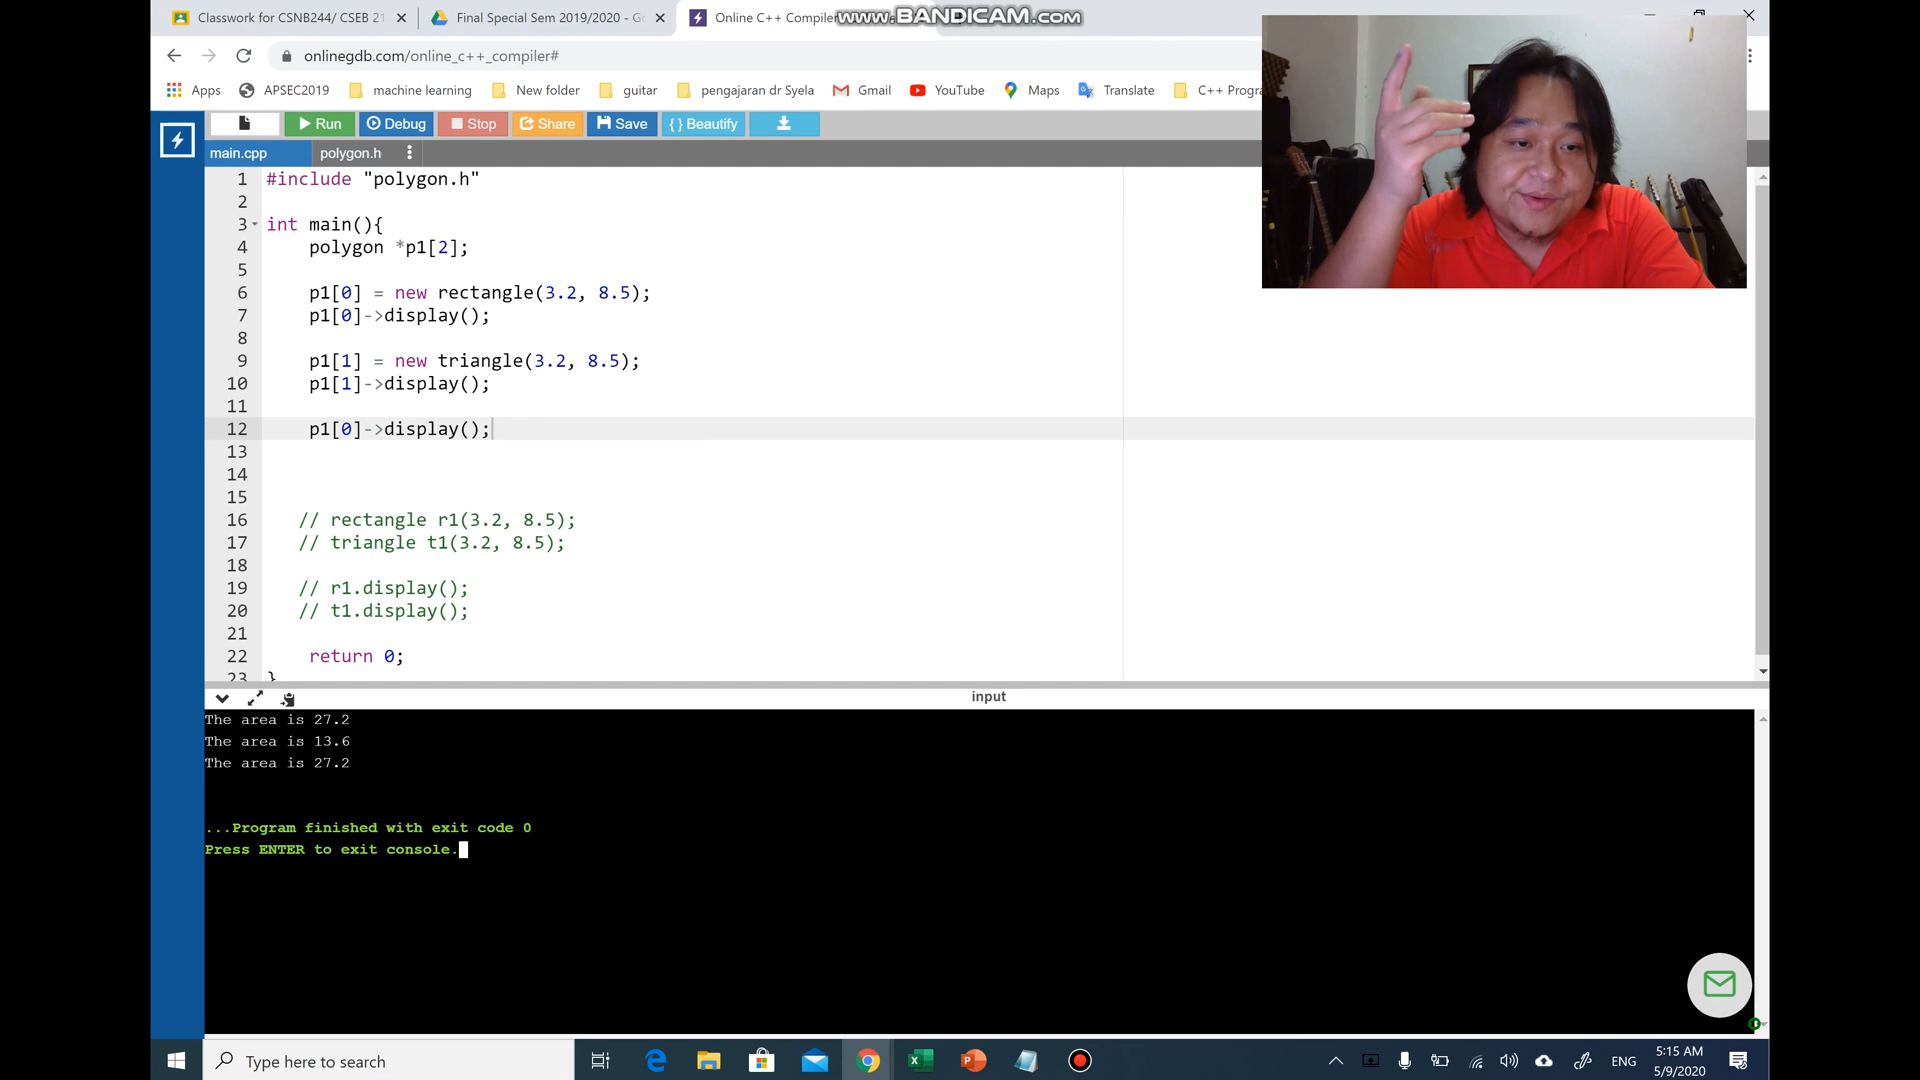 Classwork for CSNB244/ CSEB 21
Final Special Sem 2019/2020 - Go
Online C++ Compiler
www.BANDICAM.com
onlinegdb.com/online_c++_compiler#
Apps APSEC2019 machine learning New folder guitar pengajaran dr Syela Gmail YouTube Maps Translate C++ Progra
Run Debug Stop Share Save { } Beautify
main.cpp polygon.h
1 #include "polygon.h"
2
3 int main(){
4 polygon *p1[2];
5
6 p1[0] = new rectangle(3.2, 8.5);
7 p1[0]->display();
8
9 p1[1] = new triangle(3.2, 8.5);
10 p1[1]->display();
11
12 p1[0]->display();
13
14
15
16 // rectangle r1(3.2, 8.5);
17 // triangle t1(3.2, 8.5);
18
19 // r1.display();
20 // t1.display();
21
22 return 0;
23 }
input
The area is 27.2
The area is 13.6
The area is 27.2
...Program finished with exit code 0
Press ENTER to exit console.
Type here to search
ENG
5:15 AM
5/9/2020